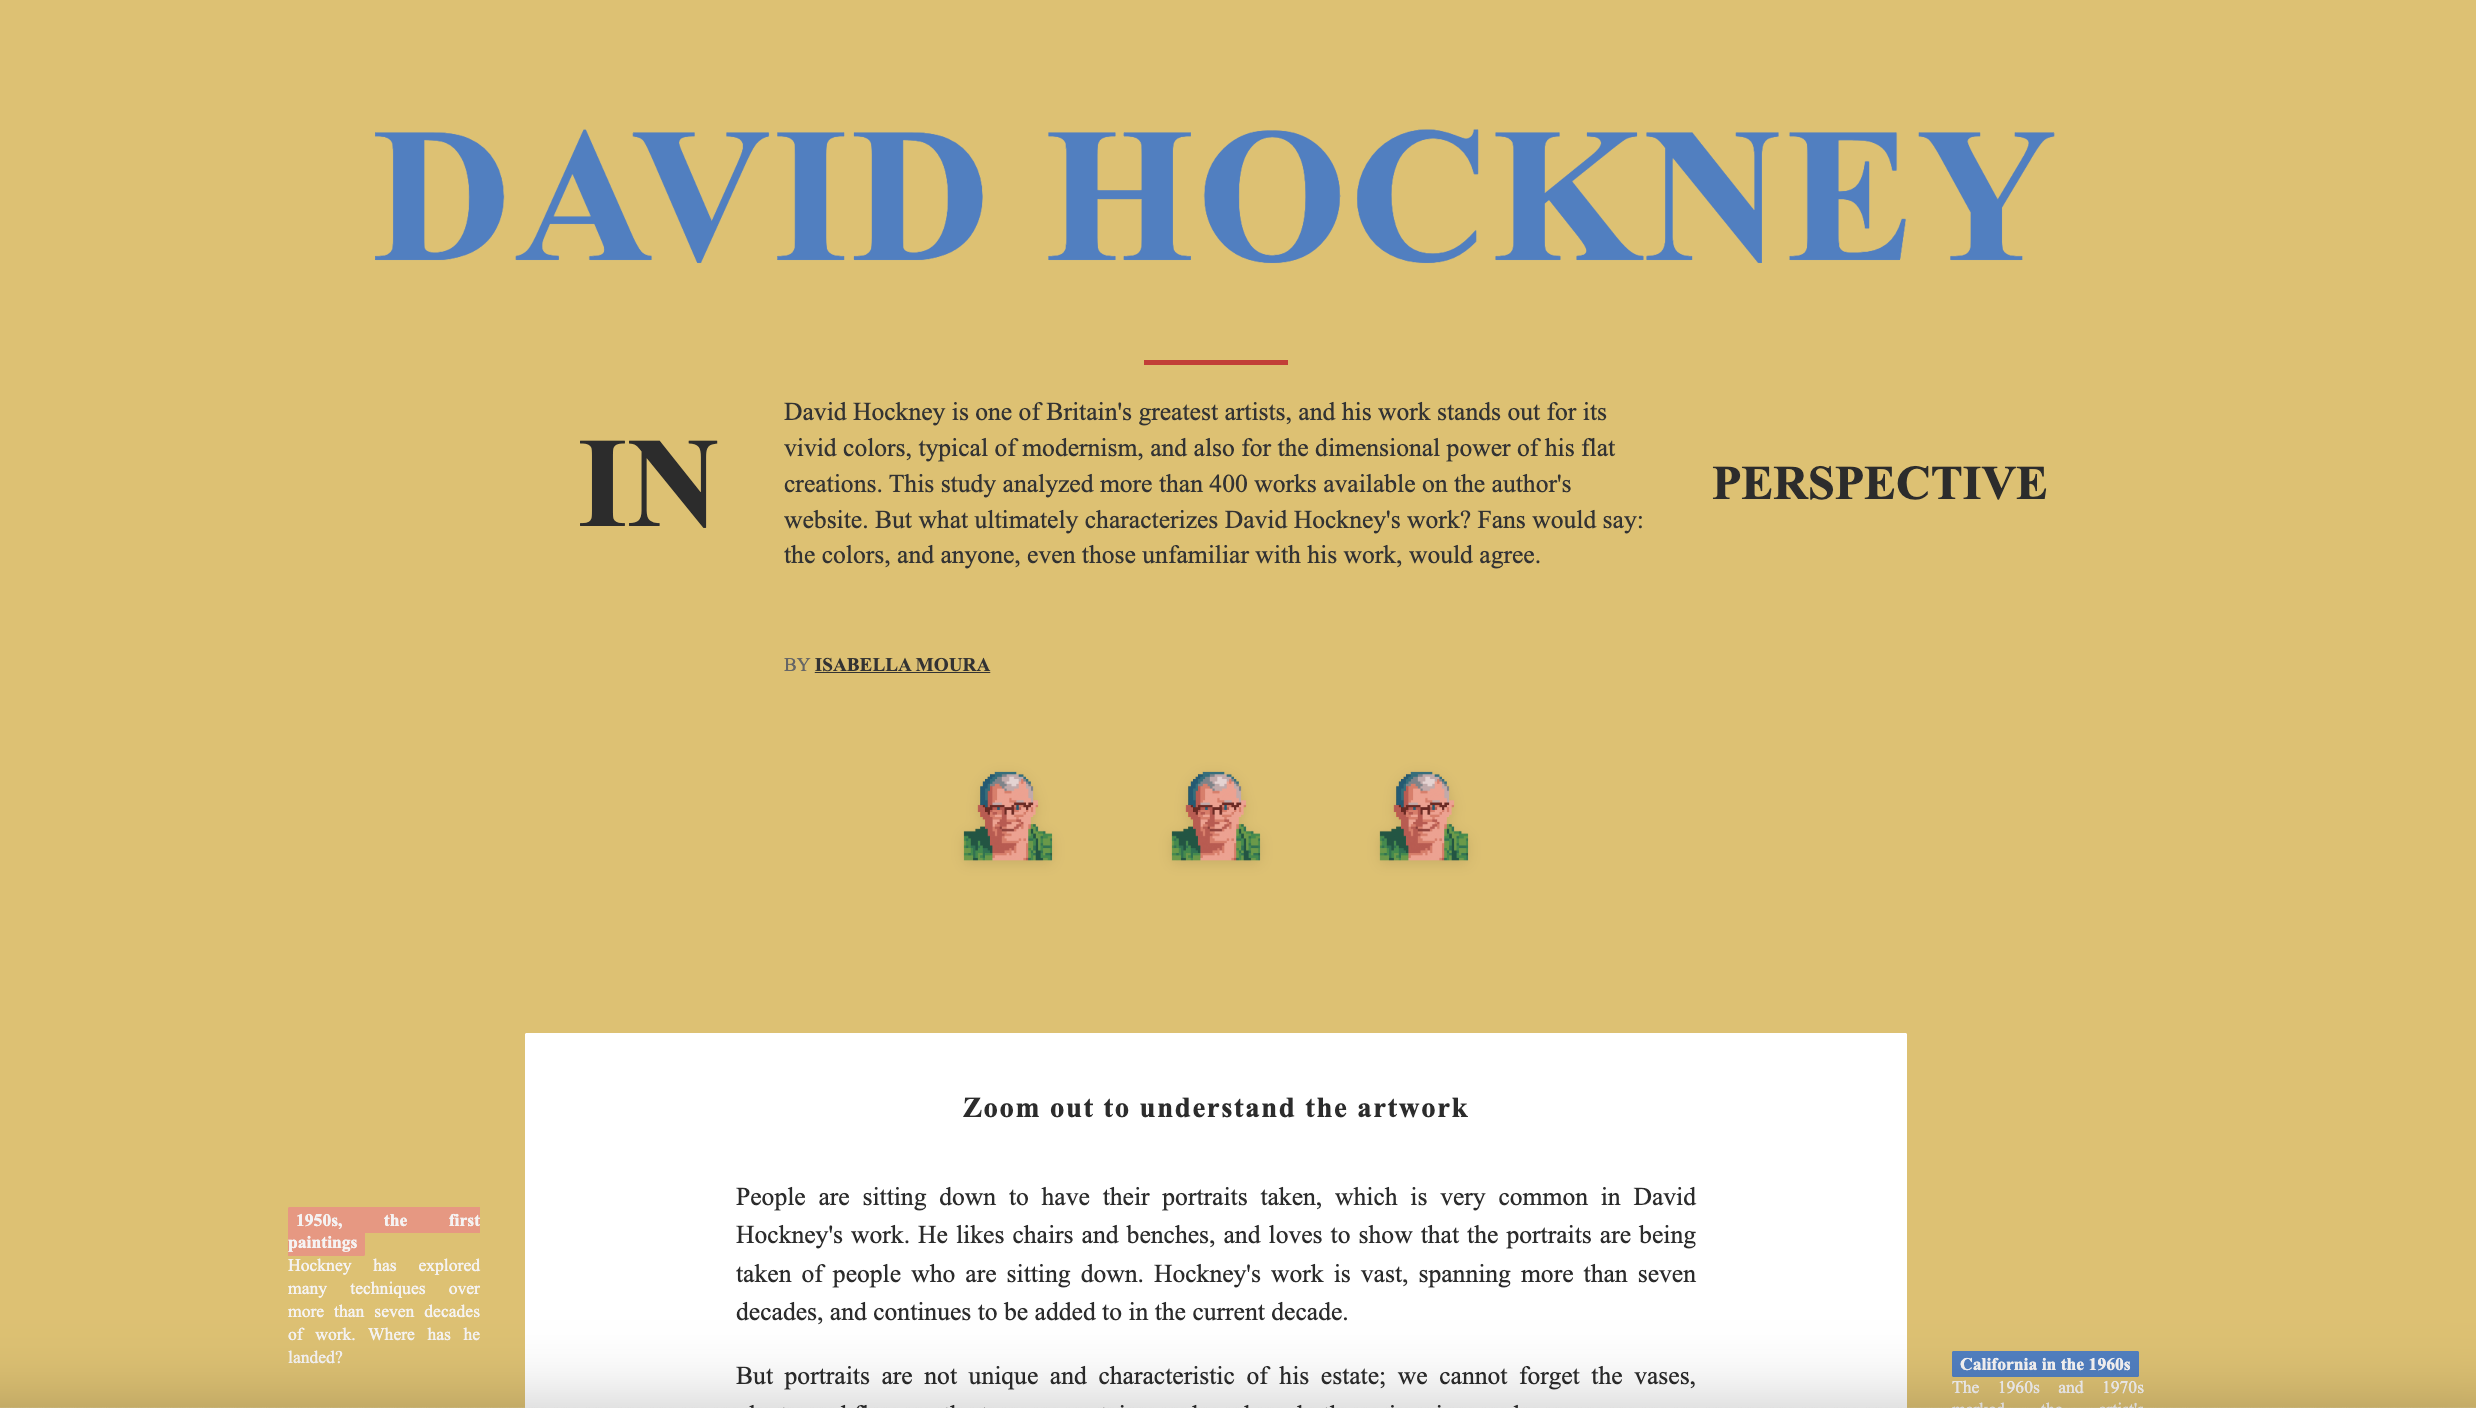 DAVID HOCKNEY
IN
David Hockney is one of Britain's greatest artists, and his work stands out for its
vivid colors, typical of modernism, and also for the dimensional power of his flat
creations. This study analyzed more than 400 works available on the author's
website. But what ultimately characterizes David Hockney's work? Fans would say:
the colors, and anyone, even those unfamiliar with his work, would agree.
PERSPECTIVE
BY ISABELLA MOURA
Zoom out to understand the artwork
People are sitting down to have their portraits taken, which is very common in David
Hockney's work. He likes chairs and benches, and loves to show that the portraits are being
taken of people who are sitting down. Hockney's work is vast, spanning more than seven
decades, and continues to be added to in the current decade.
But portraits are not unique and characteristic of his estate; we cannot forget the vases,
1950s, the first
paintings
Hockney has explored
many techniques over
more than seven decades
of work. Where has he
landed?
California in the 1960s
The 1960s and 1970s
marked the artist's